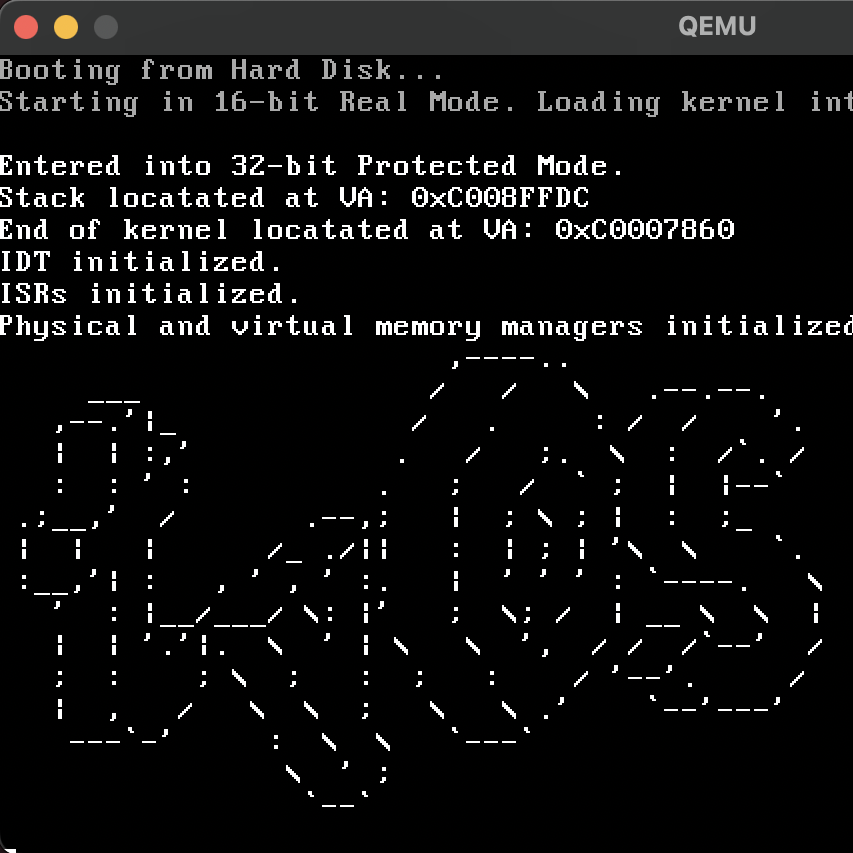 QEMU
Booting from Hard Disk...
Starting in 16-bit Real Mode. Loading kernel int
Entered into 32-bit Protected Mode.
Stack locatated at VA: 0xC008FFDC
End of kernel locatated at VA: 0xC0007860
IDT initialized.
ISRs initialized.
Physical and virtual memory managers initialized